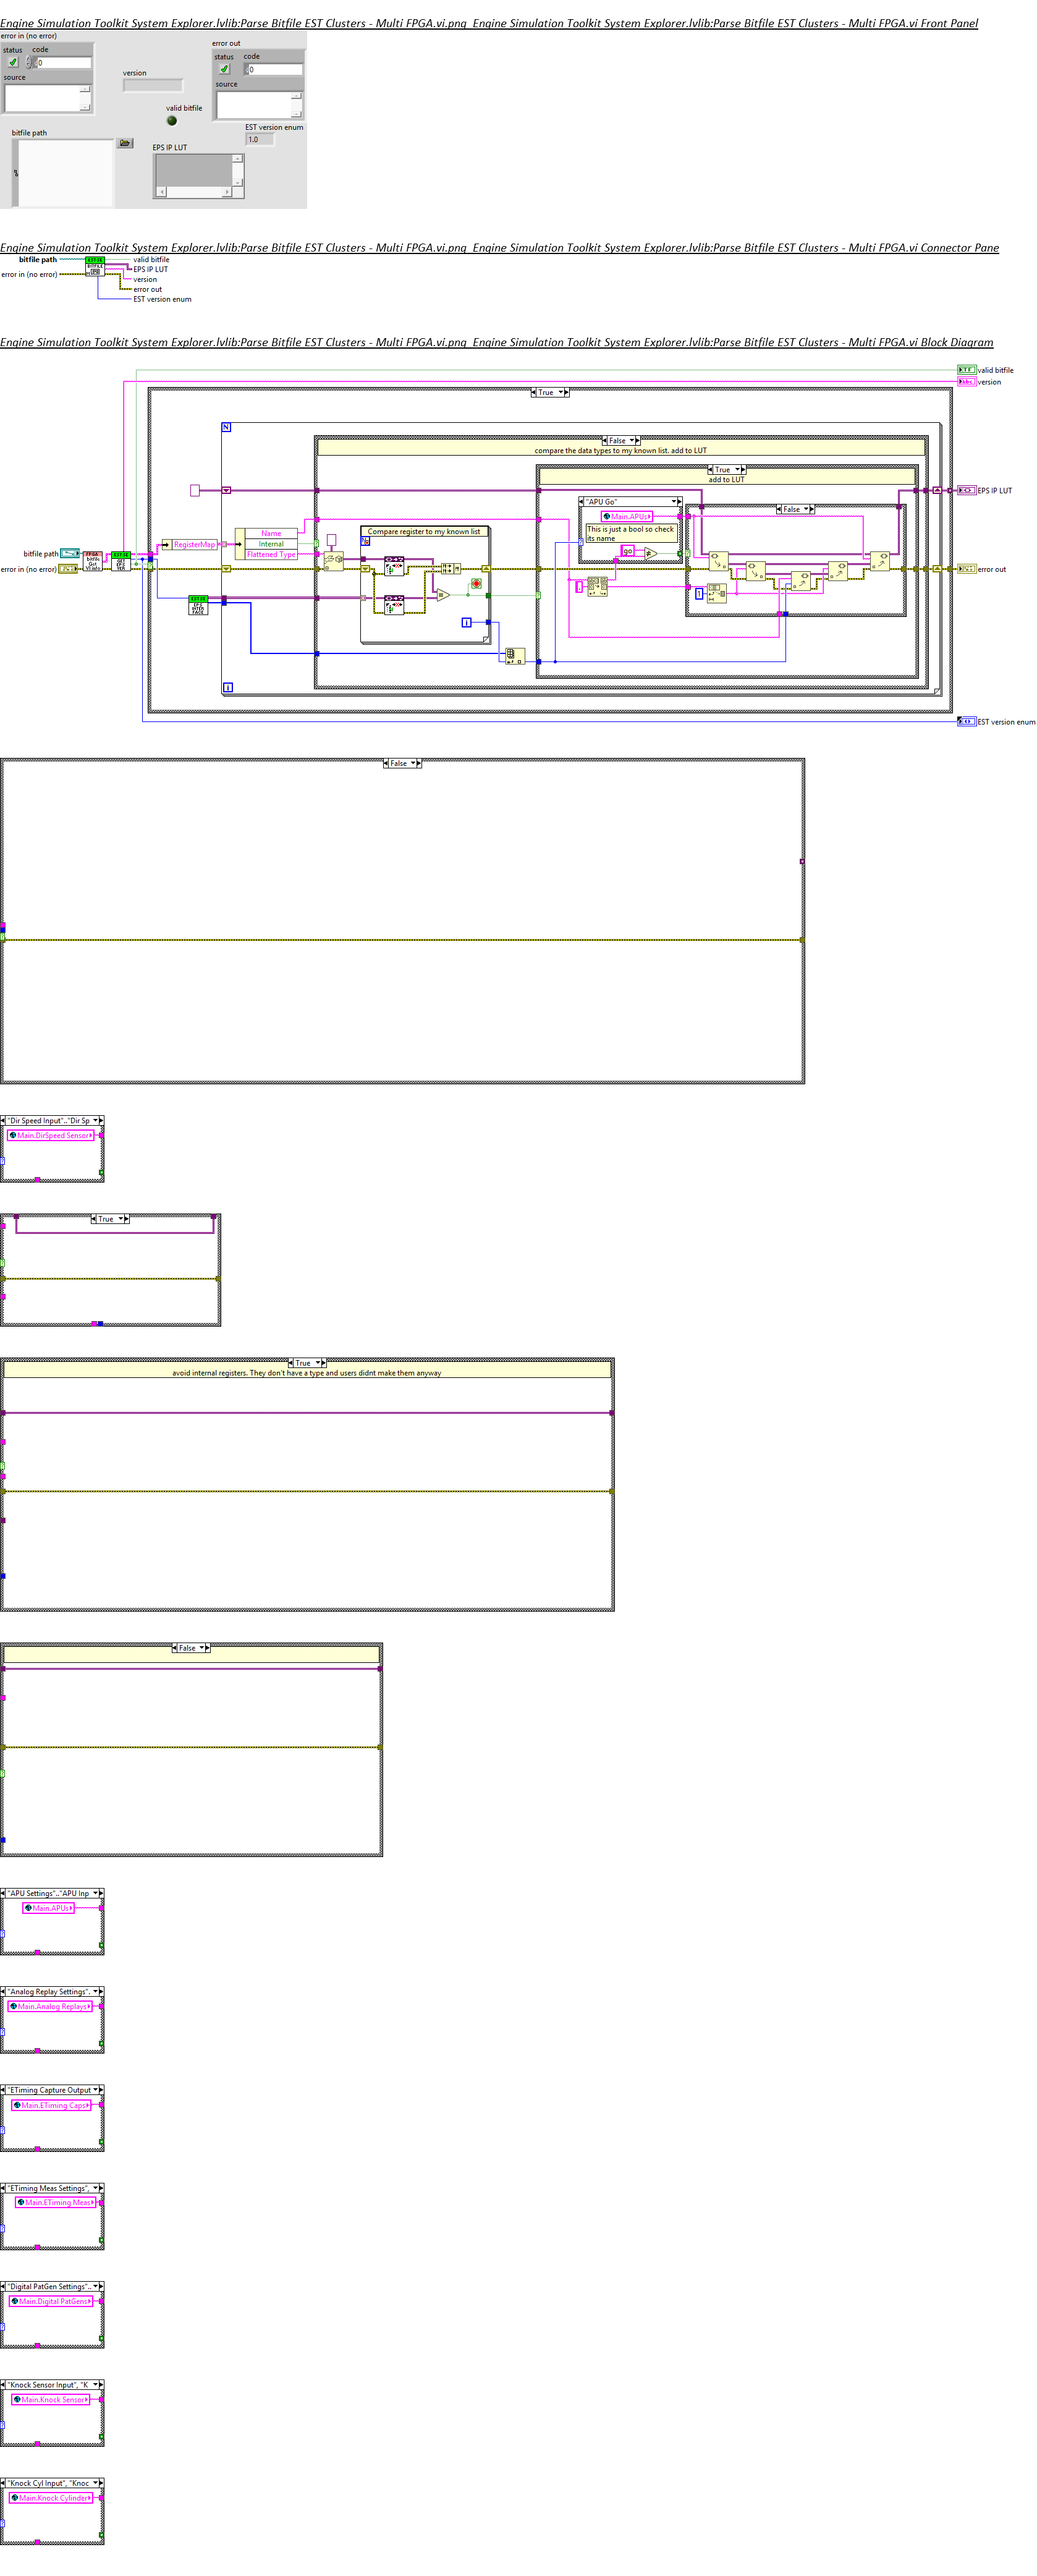 Engine Simulation Toolkit System Explorer.lvlib:Parse Bitfile EST Clusters - Multi FPGA.vi.png  Engine Simulation Toolkit System Explorer.lvlib:Parse Bitfile EST Clusters - Multi FPGA.vi Front Panel
error in (no error)
status code
0
source
version
valid bitfile
error out
status code
0
source
EST version enum
1.0
bitfile path
EPS IP LUT
Engine Simulation Toolkit System Explorer.lvlib:Parse Bitfile EST Clusters - Multi FPGA.vi.png  Engine Simulation Toolkit System Explorer.lvlib:Parse Bitfile EST Clusters - Multi FPGA.vi Connector Pane
bitfile path
error in (no error)
valid bitfile
EPS IP LUT
version
error out
EST version enum
Engine Simulation Toolkit System Explorer.lvlib:Parse Bitfile EST Clusters - Multi FPGA.vi.png  Engine Simulation Toolkit System Explorer.lvlib:Parse Bitfile EST Clusters - Multi FPGA.vi Block Diagram
valid bitfile
version
True
N
False
compare the data types to my known list. add to LUT
True
add to LUT
EPS IP LUT
"APU Go"
Main.APUs
This is just a bool so check
its name
go
False
Name
Internal
Flattened Type
RegisterMap
Compare register to my known list
bitfile path
error in (no error)
error out
1
i
i
EST version enum
False
"Dir Speed Input".."Dir Sp
Main.DirSpeed Sensor
True
True
avoid internal registers. They don't have a type and users didnt make them anyway
False
"APU Settings".."APU Inp
Main.APUs
"Analog Replay Settings".
Main.Analog Replays
"ETiming Capture Output
Main.ETiming Caps
"ETiming Meas Settings",
Main.ETiming Meas
"Digital PatGen Settings"..
Main.Digital PatGens
"Knock Sensor Input", "K
Main.Knock Sensor
"Knock Cyl Input", "Knoc
Main.Knock Cylinder